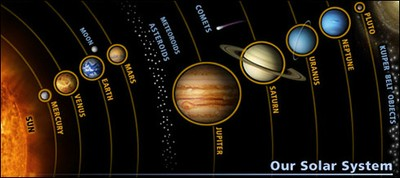 SUN
MERCURY
VENUS
EARTH
MOON
MARS
METEROIDS
ASTEROIDS
JUPITER
COMETS
SATURN
URANUS
NEPTUNE
PLUTO
KUIPER BELT OBJECTS
Our Solar System